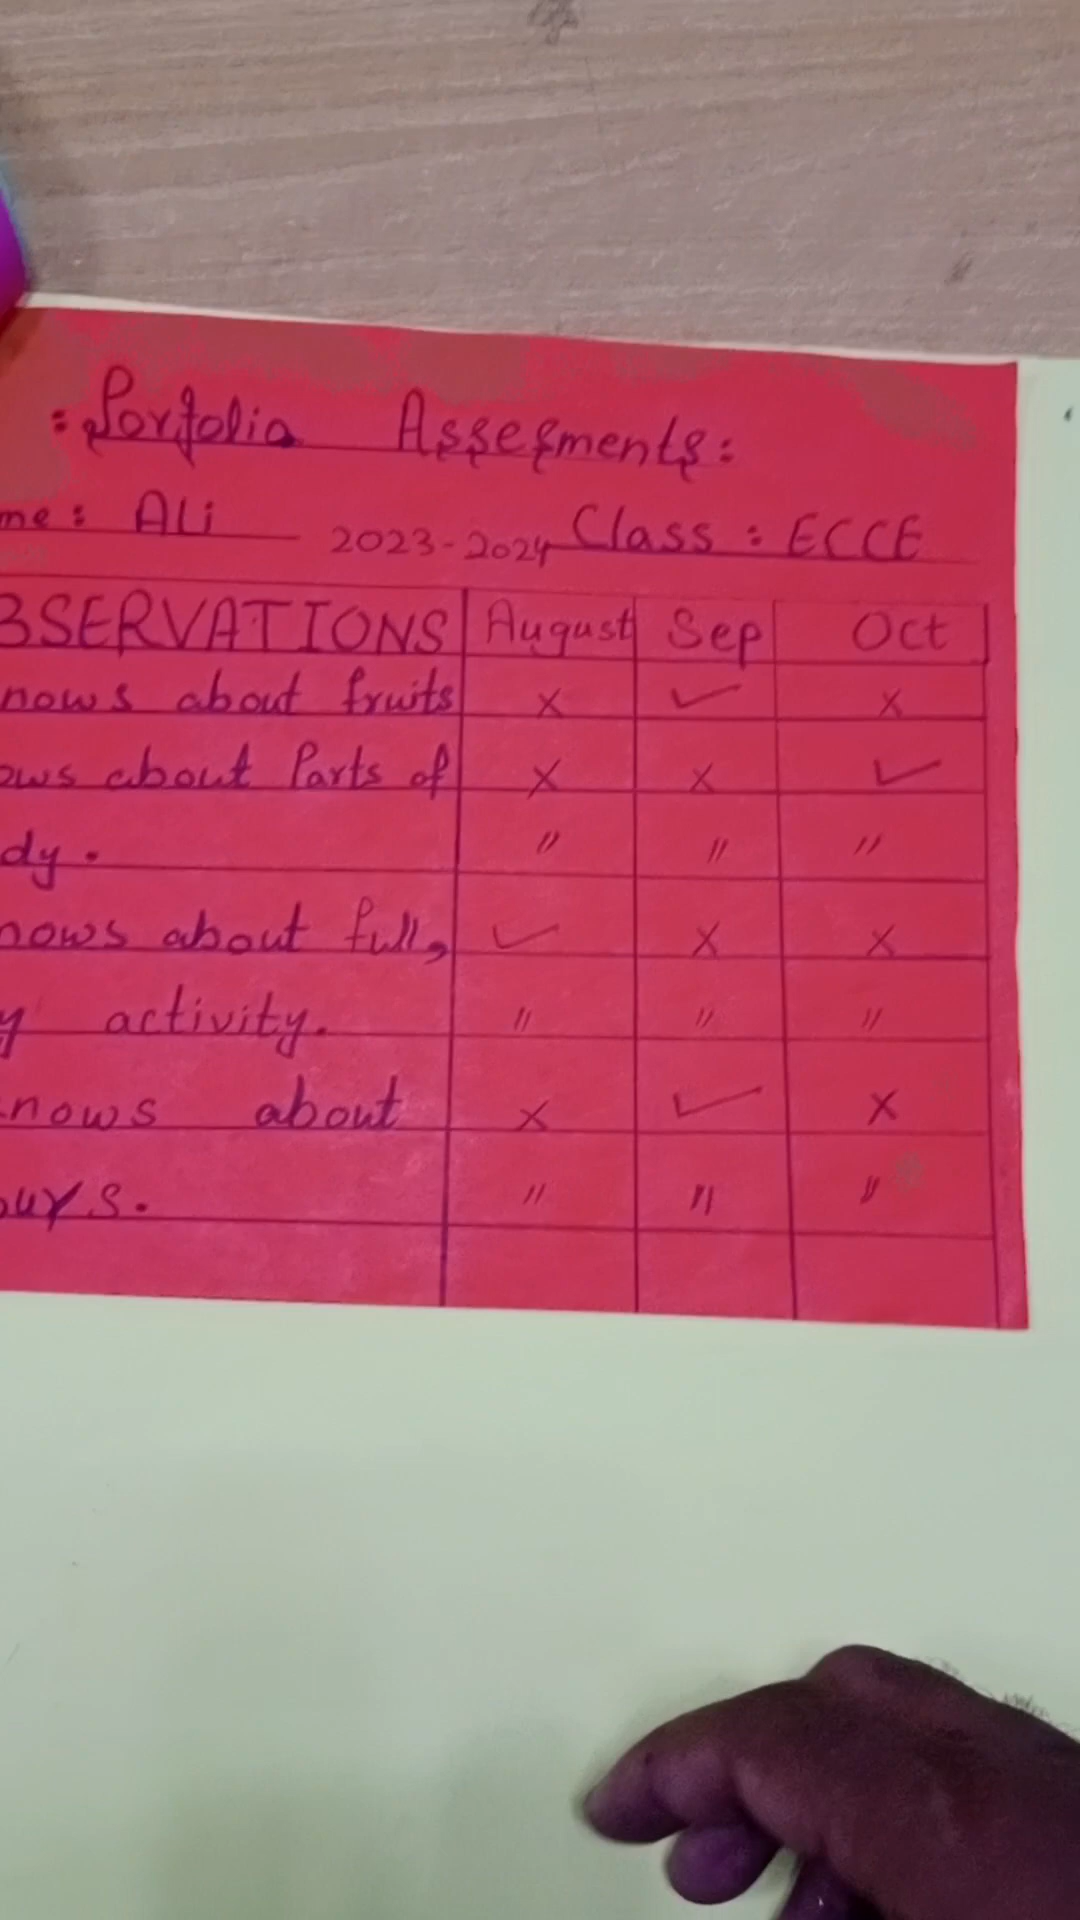 :Porfolio Assesments:
me: ALi 2023-2024 Class : ECCE
BSERVATIONS August Sep Oct
nows about fruits x ✓ x
ows about Parts of x x ✓
dy. " " "
nows about full, ✓ x x
y activity. " " "
nows about x ✓ x
ours. " " "